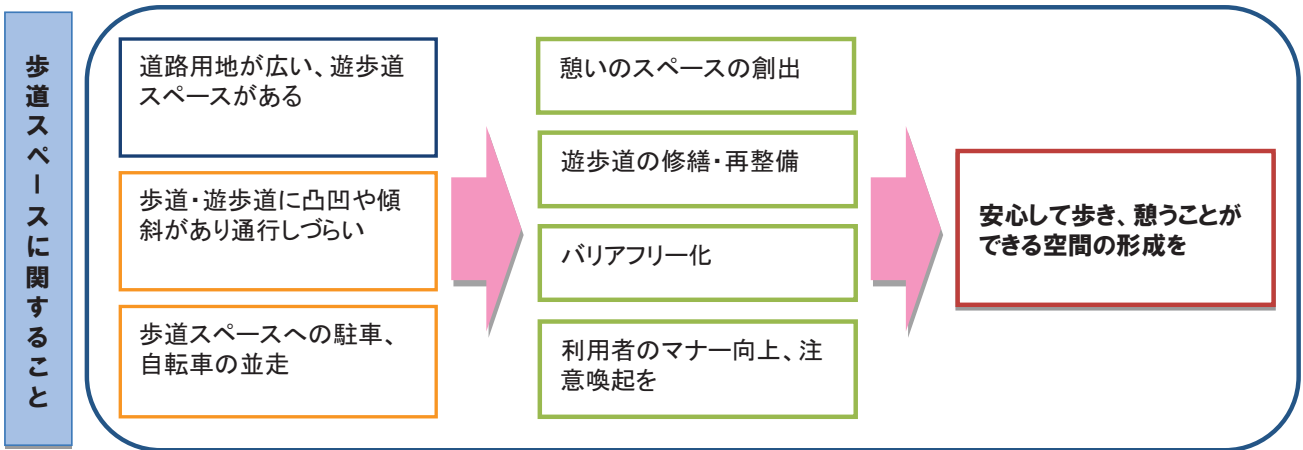 歩道スペースに関すること
道路用地が広い、遊歩道
スペースがある
歩道・遊歩道に凸凹や傾
斜があり通行しづらい
歩道スペースへの駐車、
自転車の並走
憩いのスペースの創出
遊歩道の修繕・再整備
バリアフリー化
利用者のマナー向上、注
意喚起を
安心して歩き、憩うことが
できる空間の形成を